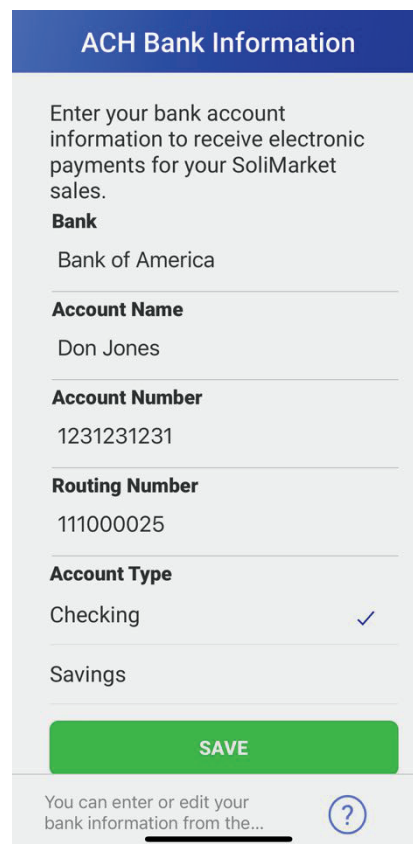 ACH Bank Information
Enter your bank account
information to receive electronic
payments for your SoliMarket
sales.
Bank
Bank of America
Account Name
Don Jones
Account Number
1231231231
Routing Number
111000025
Account Type
Checking
Savings
SAVE
You can enter or edit your
bank information from the...
?